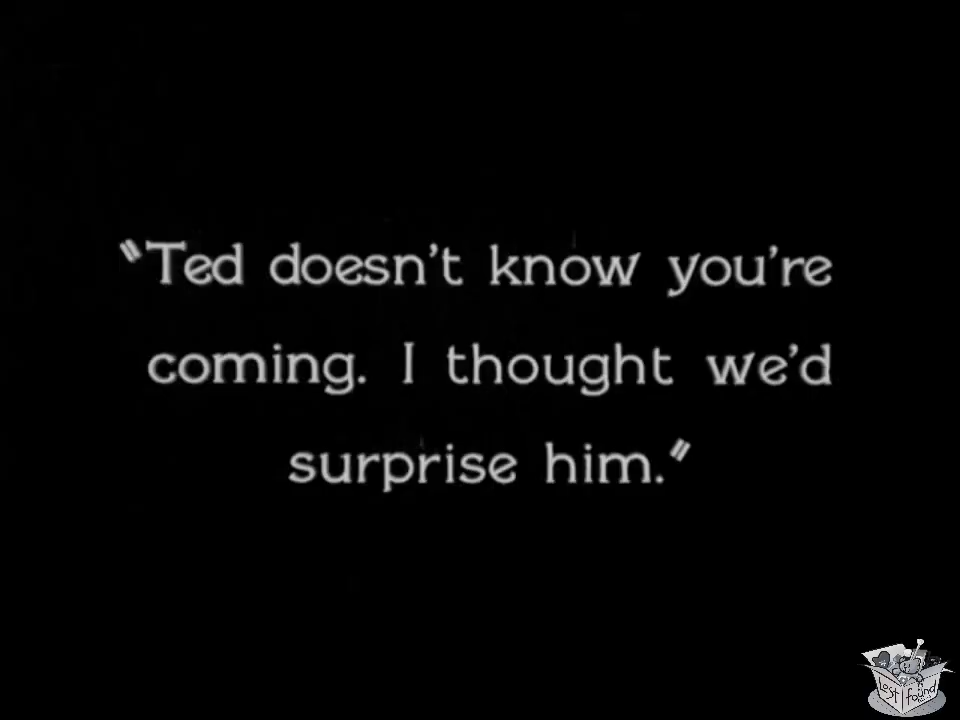 "Ted doesn't know you're
coming. I thought we'd
surprise him."
Lost
found